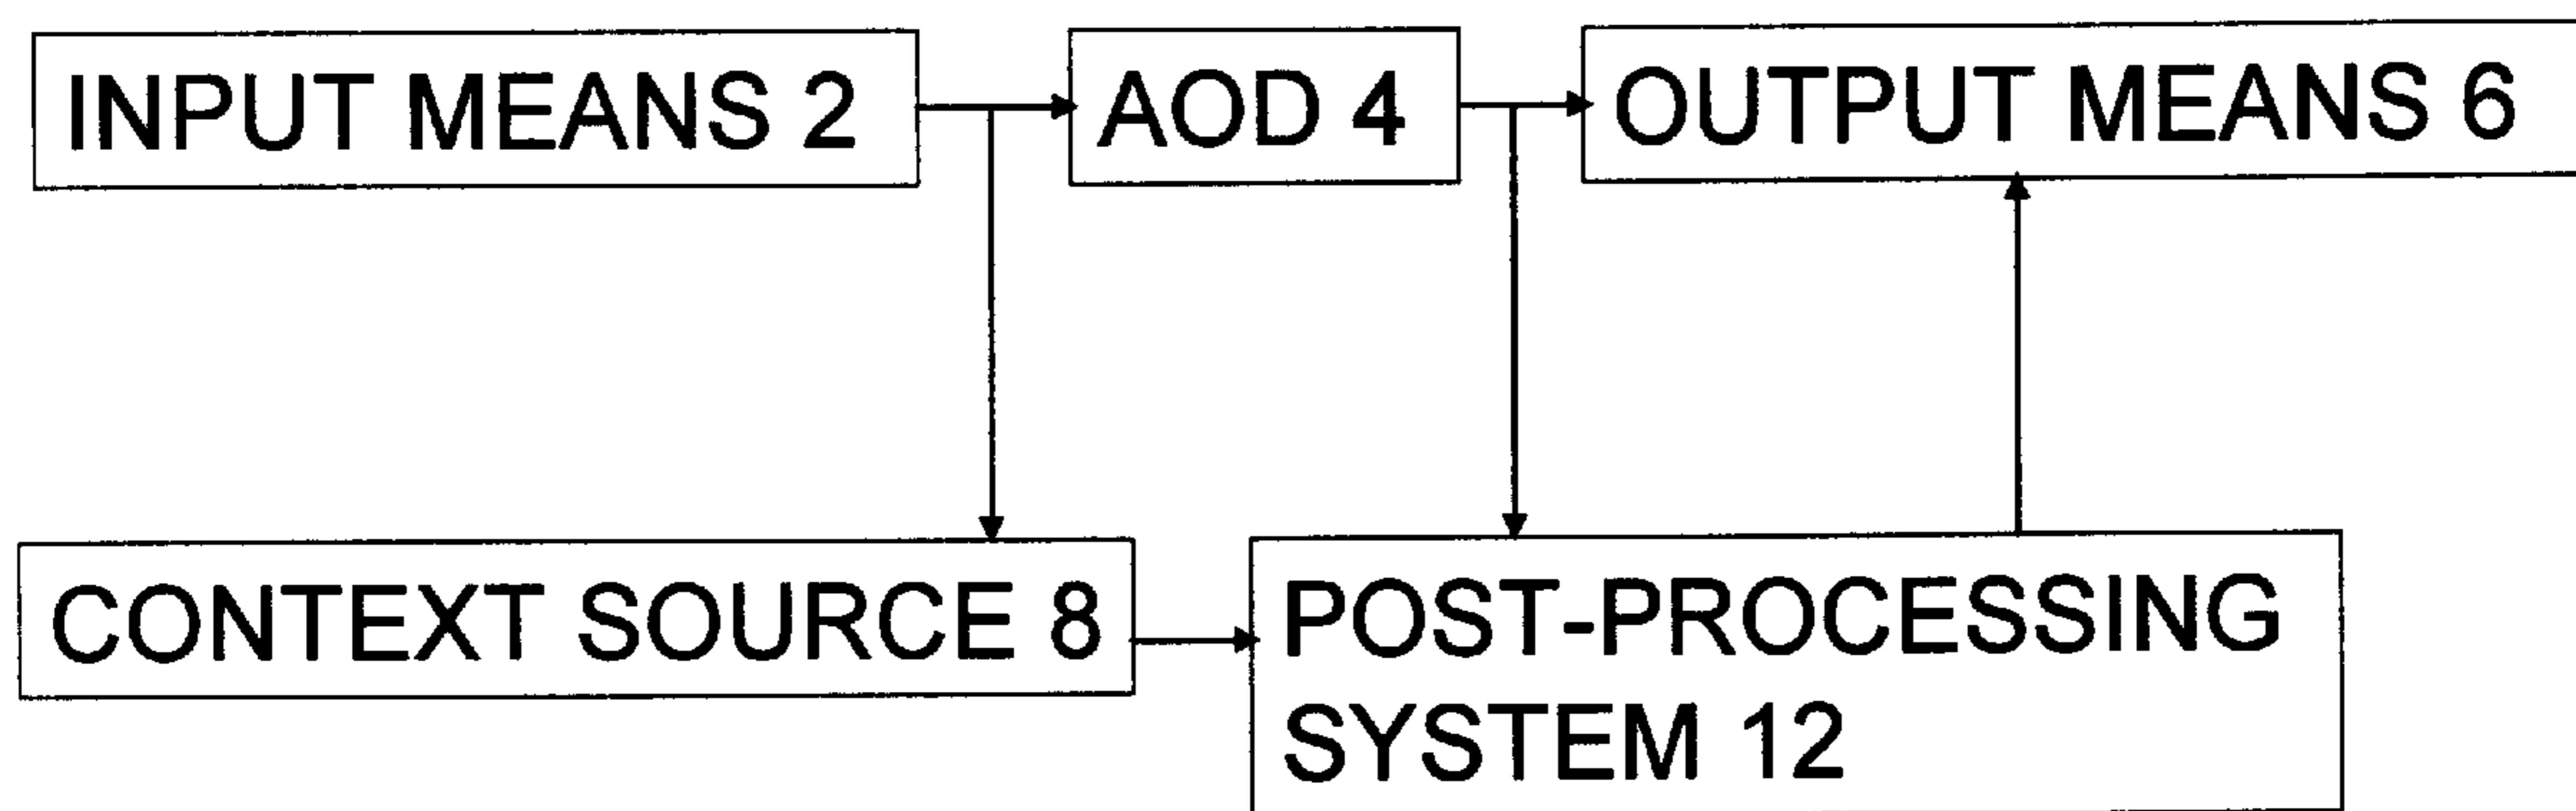 INPUT MEANS 2
AOD 4
OUTPUT MEANS 6
CONTEXT SOURCE 8
POST-PROCESSING
SYSTEM 12